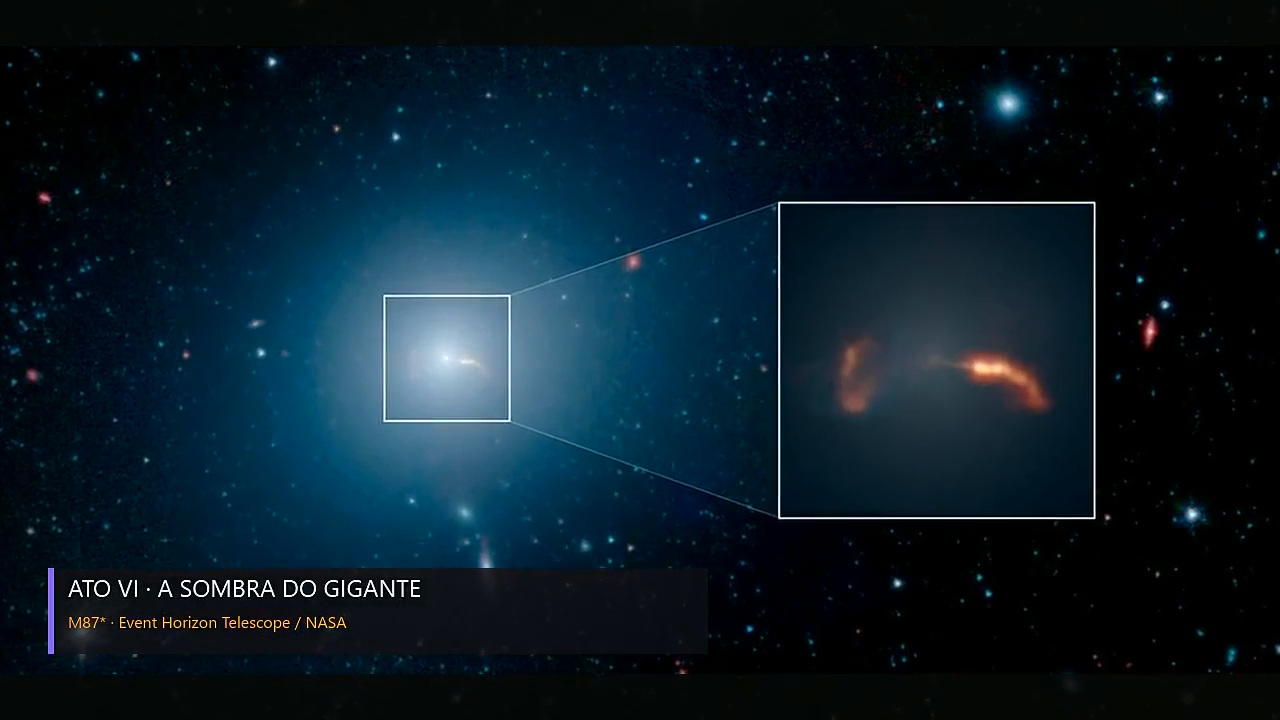 ATO VI · A SOMBRA DO GIGANTE
M87* · Event Horizon Telescope / NASA